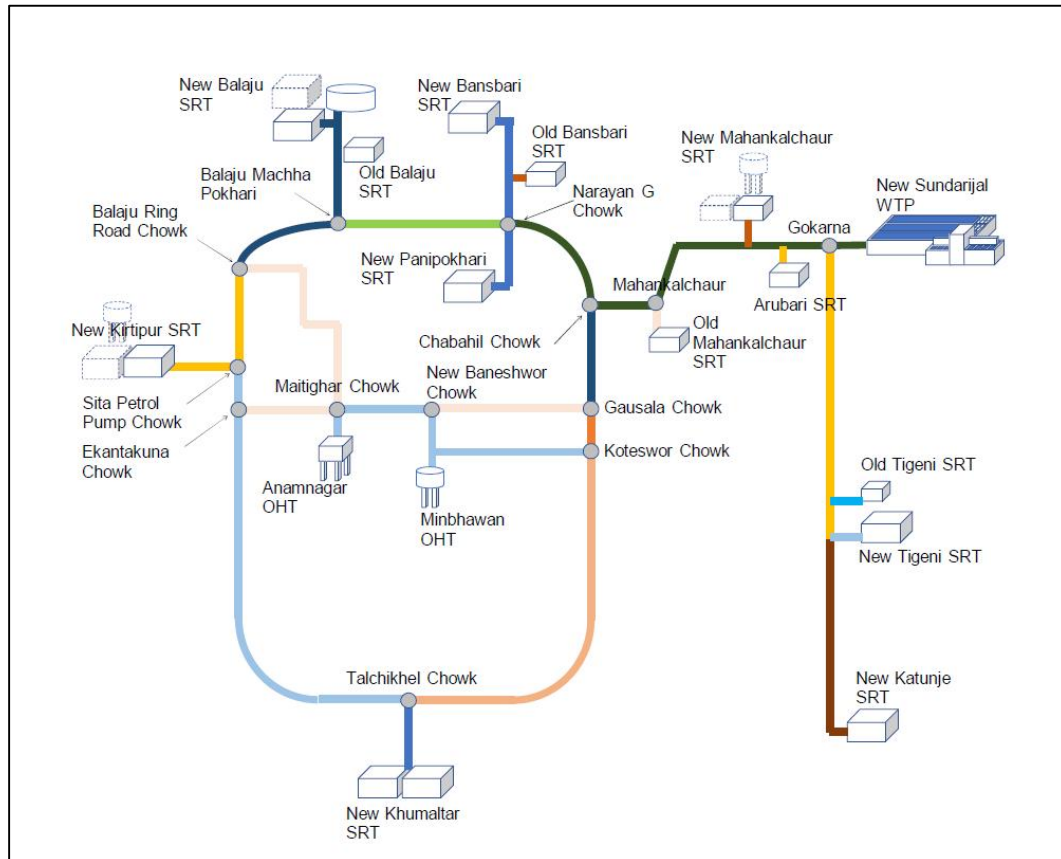 New Balaju
SRT
New Bansbari
SRT
Old Bansbari
SRT
New Mahankalchaur
SRT
New Sundarijal
WTP
Balaju Machha
Pokhari
Old Balaju
SRT
Narayan G
Chowk
Gokarna
Balaju Ring
Road Chowk
New Panipokhari
SRT
Mahankalchaur
Arubari SRT
New Kirtipur SRT
Chabahil Chowk
Old
Mahankalchaur
SRT
Maitighar Chowk
New Baneshwor
Chowk
Sita Petrol
Pump Chowk
Gausala Chowk
Ekantakuna
Chowk
Koteswor Chowk
Anamnagar
OHT
Minbhawan
OHT
Old Tigeni SRT
New Tigeni SRT
Talchikhel Chowk
New Katunje
SRT
New Khumaltar
SRT